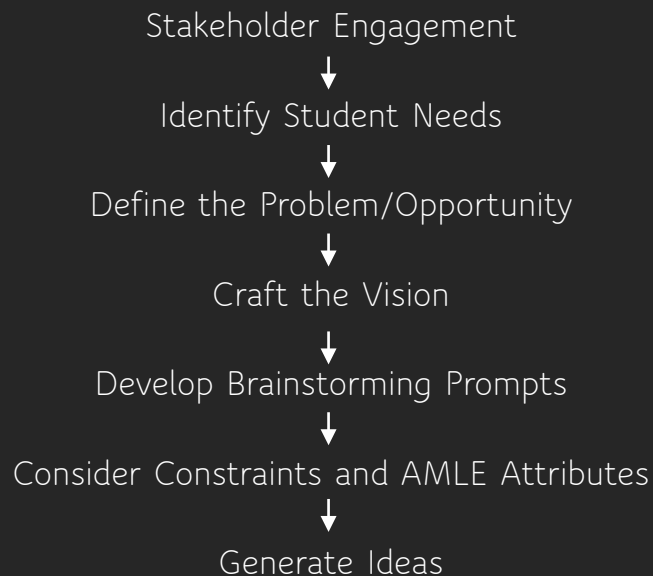 Stakeholder Engagement
Identify Student Needs
Define the Problem/Opportunity
Craft the Vision
Develop Brainstorming Prompts
Consider Constraints and AMLE Attributes
Generate Ideas